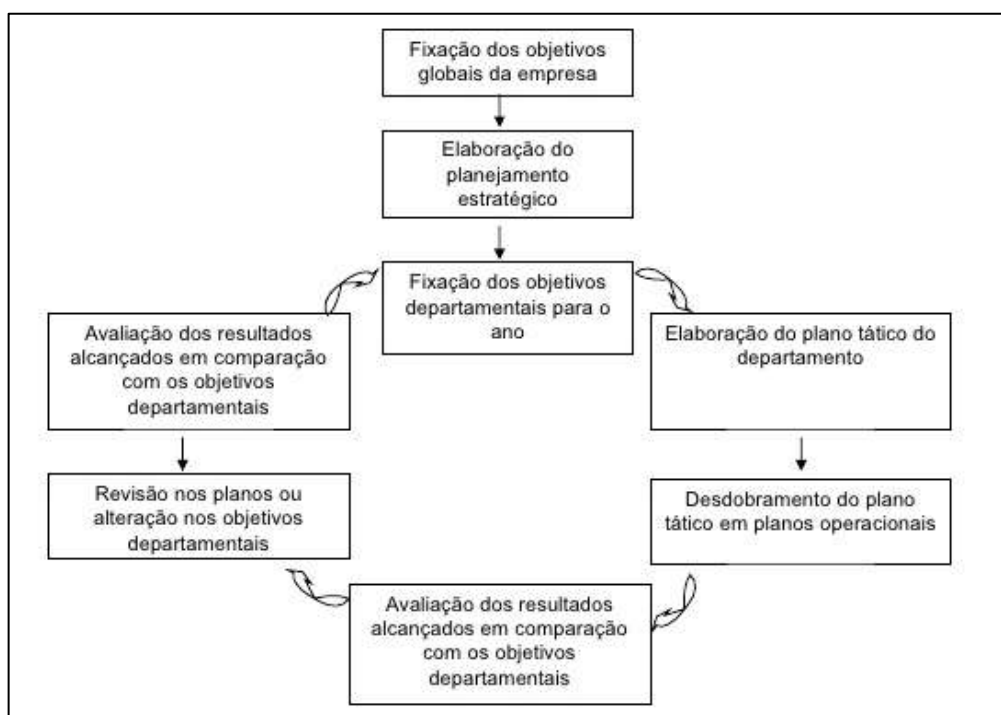 Fixação dos objetivos
globais da empresa
Elaboração do
planejamento
estratégico
Fixação dos objetivos
departamentais para o
ano
Avaliação dos resultados
alcançados em comparação
com os objetivos
departamentais
Elaboração do plano tático do
departamento
Revisão nos planos ou
alteração nos objetivos
departamentais
Desdobramento do plano
tático em planos operacionais
Avaliação dos resultados
alcançados em comparação
com os objetivos
departamentais